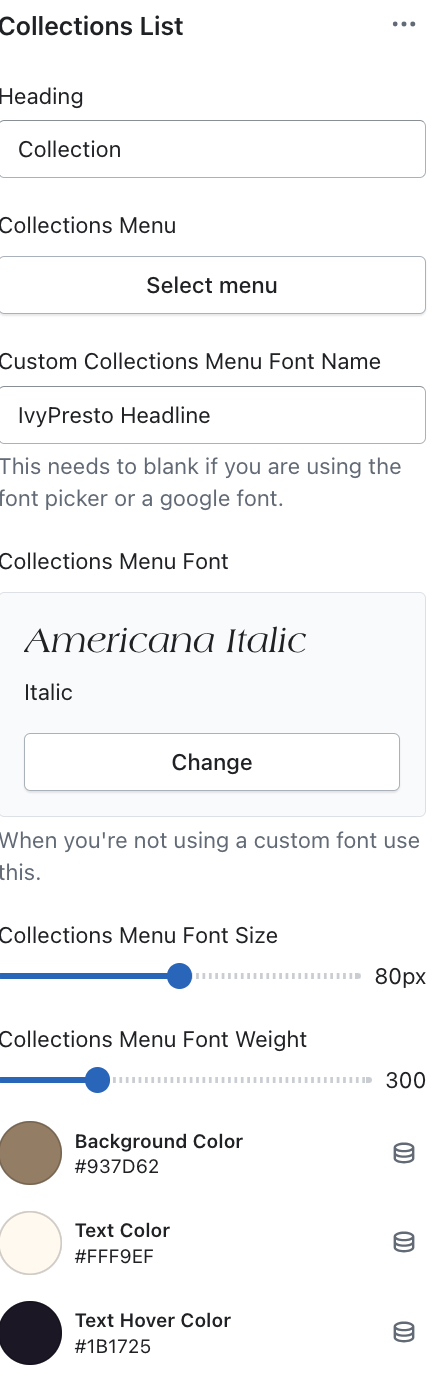 Collections List
Heading
Collection
Collections Menu
Select menu
Custom Collections Menu Font Name
IvyPresto Headline
This needs to blank if you are using the
font picker or a google font.
Collections Menu Font
Americana Italic
Italic
Change
When you're not using a custom font use
this.
Collections Menu Font Size
80px
Collections Menu Font Weight
300
Background Color
#937D62
Text Color
#FFF9EF
Text Hover Color
#1B1725